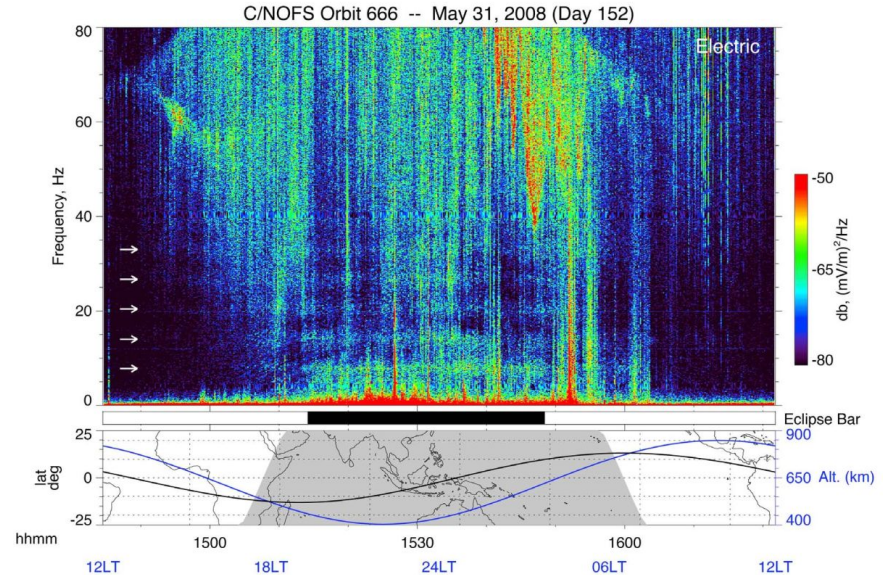 C/NOFS Orbit 666 -- May 31, 2008 (Day 152)
Electric
Frequency, Hz
80
60
40
20
0
-50
-65
-80
db, (mV/m)²/Hz
Eclipse Bar
lat
deg
25
0
-25
900
650
400
Alt. (km)
hhmm
1500
1530
1600
12LT
18LT
24LT
06LT
12LT